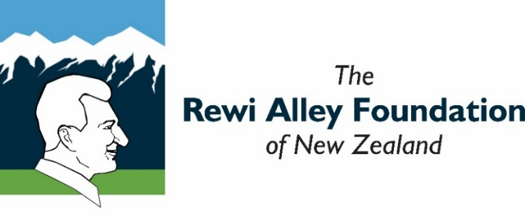 The
Rewi Alley Foundation
of New Zealand